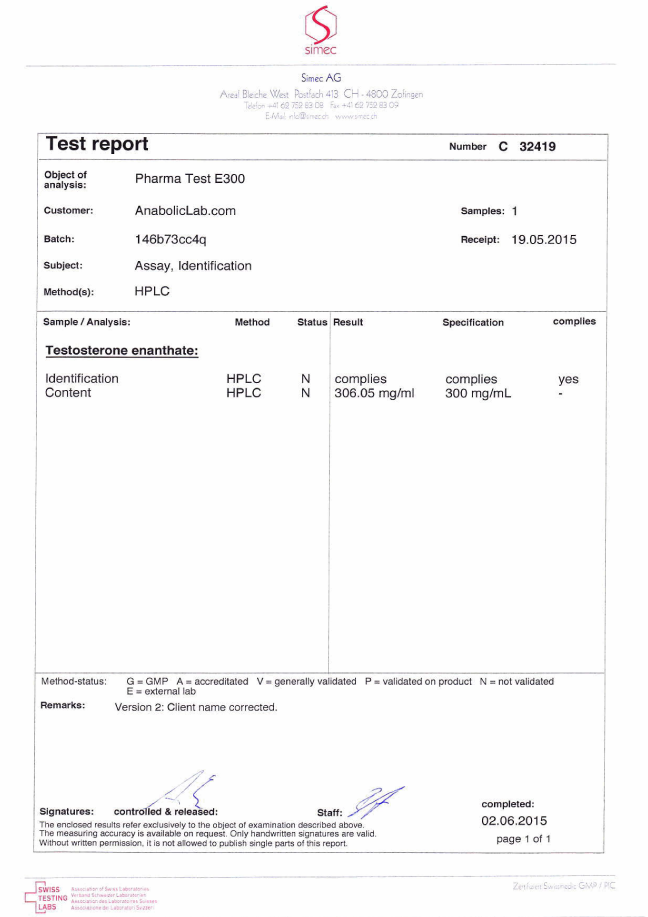 simec
Simec AG
Areal Bleiche West Postfach 413 CH - 4800 Zofingen
Telefon +41 62 752 83 08 Fax +41 62 752 83 09
E-Mail info@simec.ch www.simec.ch
Test report Number C 32419
Object of analysis: Pharma Test E300
Customer: AnabolicLab.com Samples: 1
Batch: 146b73cc4q Receipt: 19.05.2015
Subject: Assay, Identification
Method(s): HPLC
Sample / Analysis: Method Status Result Specification complies
Testosterone enanthate:
Identification HPLC N complies complies yes
Content HPLC N 306.05 mg/ml 300 mg/mL -
Method-status: G = GMP A = accreditated V = generally validated P = validated on product N = not validated
E = external lab
Remarks: Version 2: Client name corrected.
Signatures: controlled & released: Staff:
completed:
02.06.2015
page 1 of 1
The enclosed results refer exclusively to the object of examination described above.
The measuring accuracy is available on request. Only handwritten signatures are valid.
Without written permission, it is not allowed to publish single parts of this report.
SWISS
TESTING
LABS
Association of Swiss Laboratories
Verband Schweizer Laboratorien
Association des Laboratoires Suisses
Associazione dei Laboratori Svizzeri
Zertifiziert Swissmedic GMP / PIC